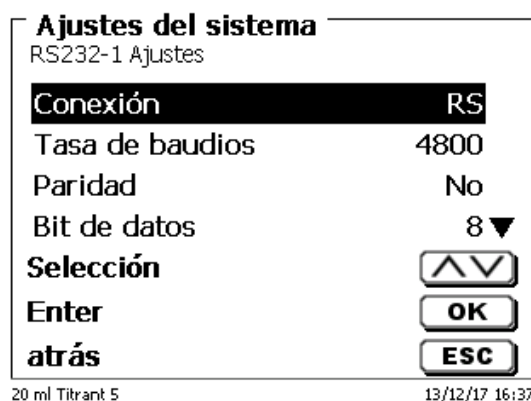 Ajustes del sistema
RS232-1 Ajustes
Conexión RS
Tasa de baudios 4800
Paridad No
Bit de datos 8
Selección
Enter OK
atrás ESC
20 ml Titrant 5 13/12/17 16:37